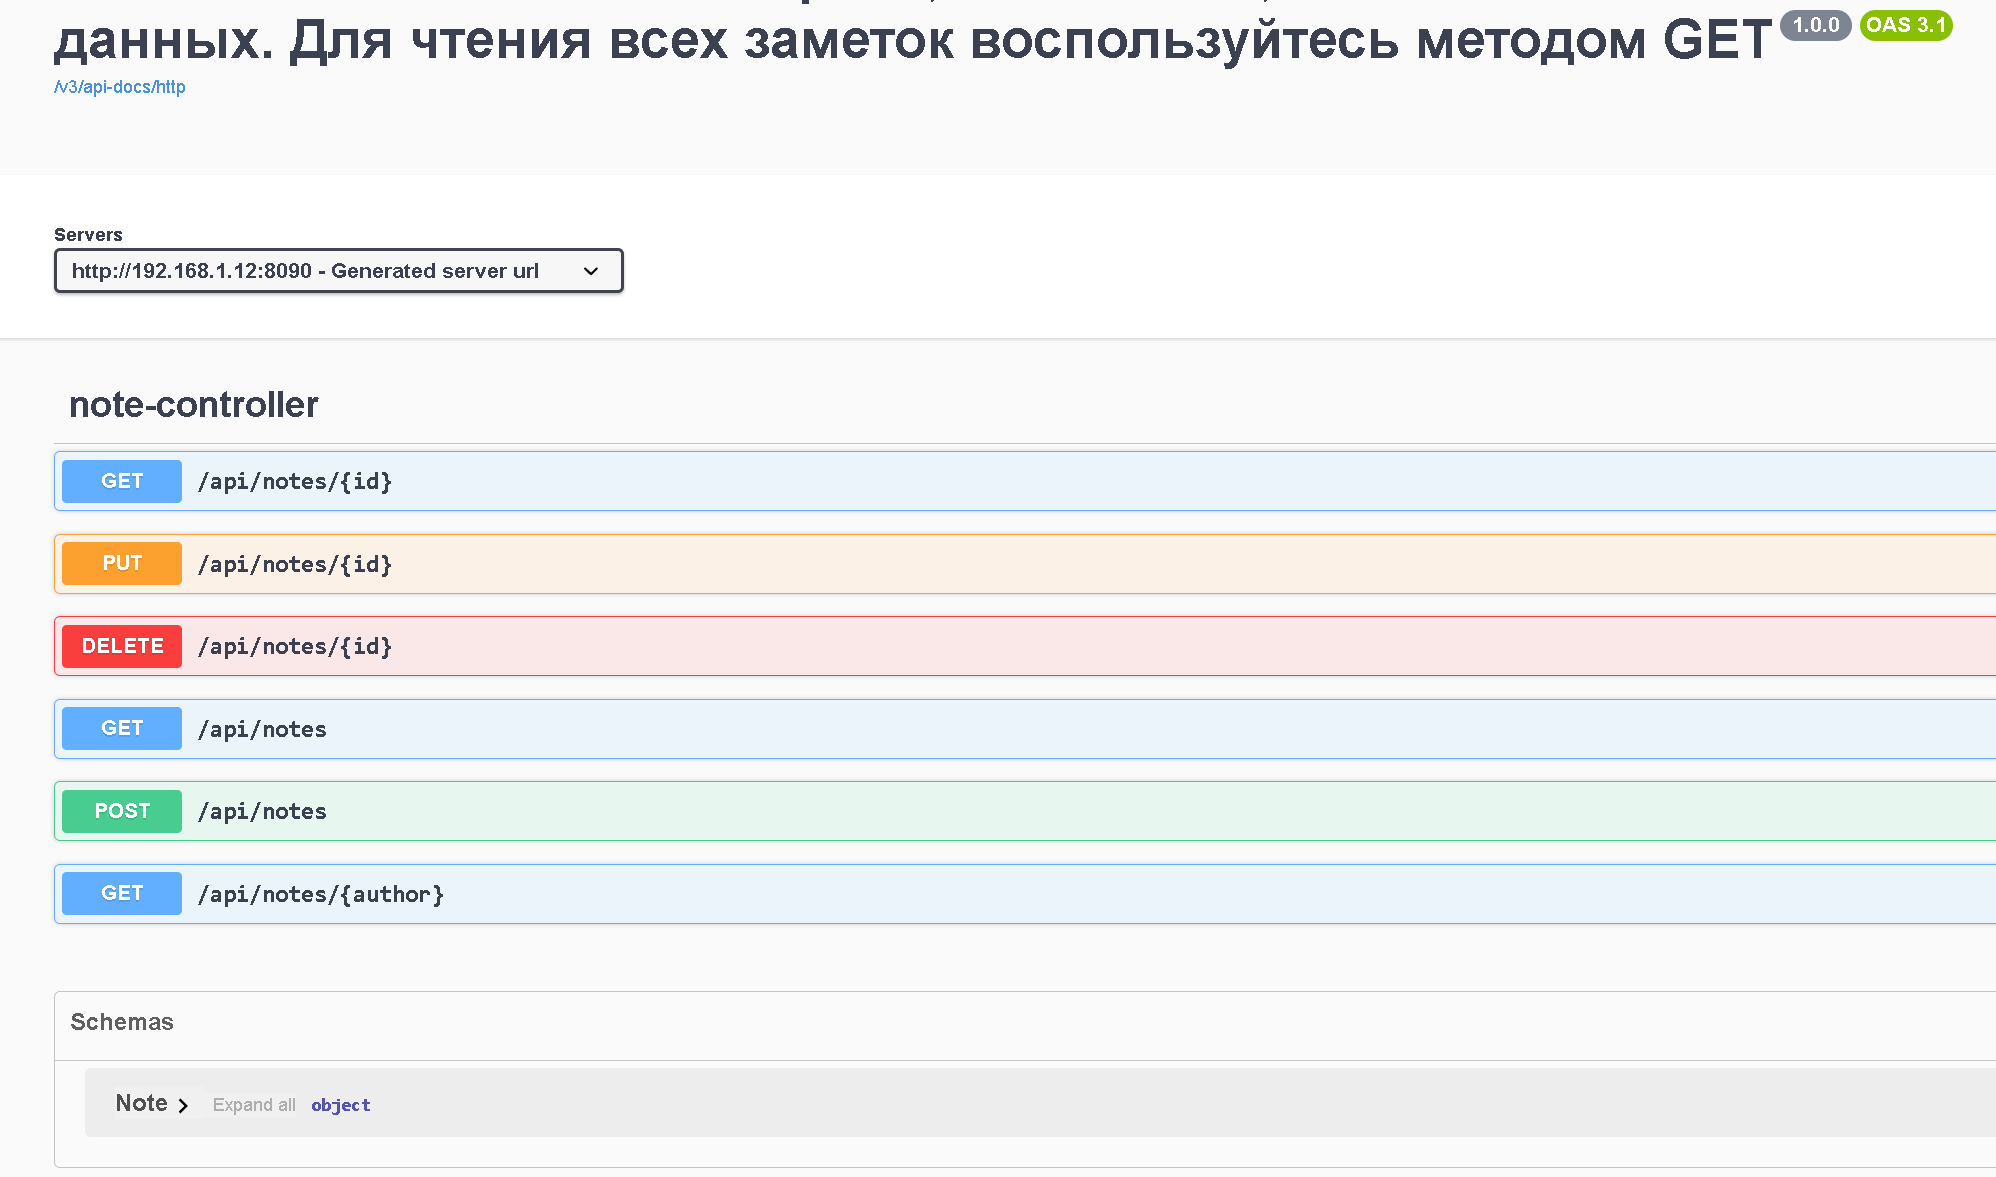 данных. Для чтения всех заметок воспользуйтесь методом GET 1.0.0 OAS 3.1
/v3/api-docs/http
Servers
http://192.168.1.12:8090 - Generated server url
note-controller
GET /api/notes/{id}
PUT /api/notes/{id}
DELETE /api/notes/{id}
GET /api/notes
POST /api/notes
GET /api/notes/{author}
Schemas
Note Expand all object